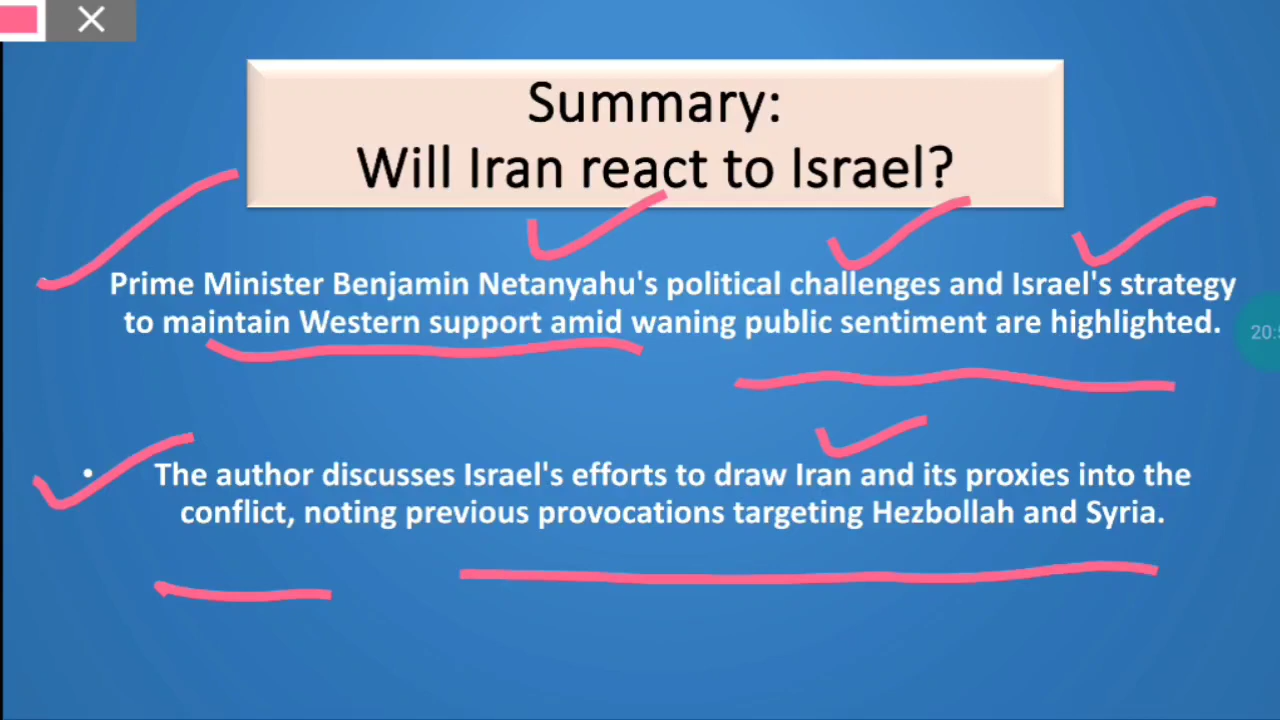 Summary:
Will Iran react to Israel?
Prime Minister Benjamin Netanyahu's political challenges and Israel's strategy
to maintain Western support amid waning public sentiment are highlighted.
• The author discusses Israel's efforts to draw Iran and its proxies into the
conflict, noting previous provocations targeting Hezbollah and Syria.